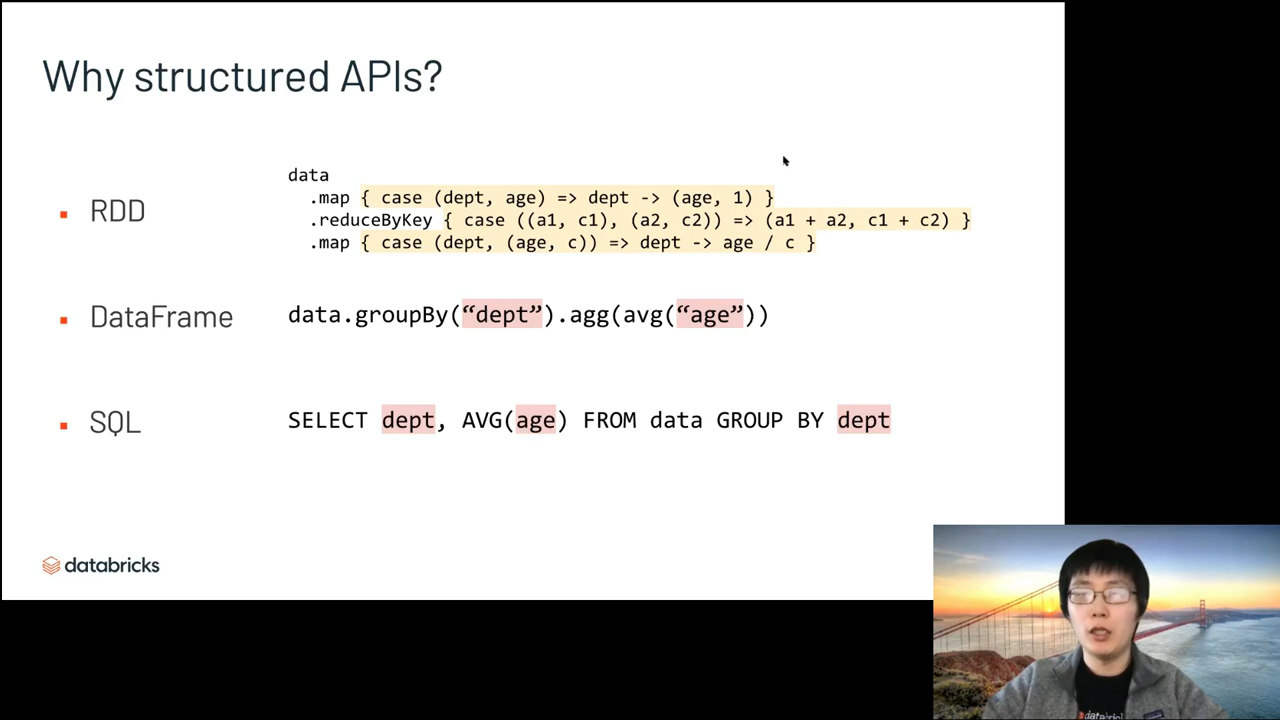 Why structured APIs?
▪ RDD
data
.map { case (dept, age) => dept -> (age, 1) }
.reduceByKey { case ((a1, c1), (a2, c2)) => (a1 + a2, c1 + c2) }
.map { case (dept, (age, c)) => dept -> age / c }
▪ DataFrame
data.groupBy(“dept”).agg(avg(“age”))
▪ SQL
SELECT dept, AVG(age) FROM data GROUP BY dept
databricks